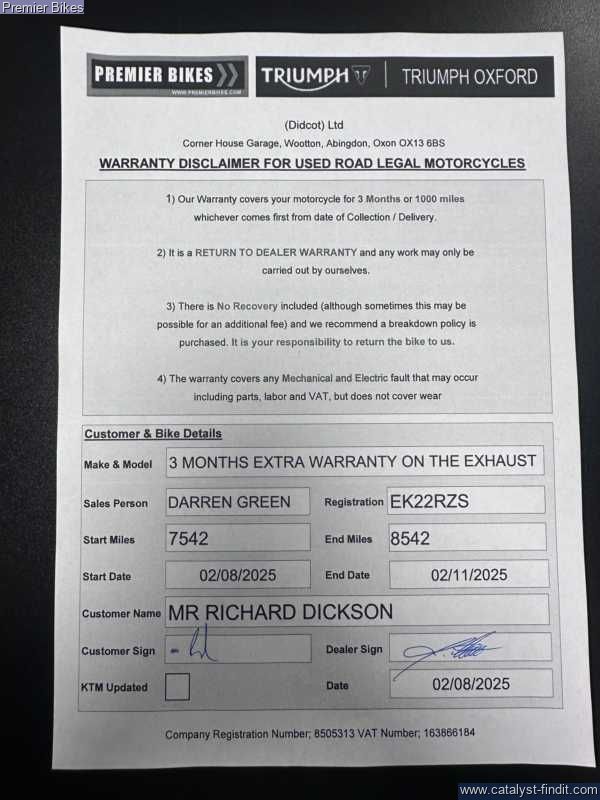 Premier Bikes
PREMIER BIKES
WWW.PREMIERBIKES.COM
TRIUMPH
TRIUMPH OXFORD
(Didcot) Ltd
Corner House Garage, Wootton, Abingdon, Oxon OX13 6BS
WARRANTY DISCLAIMER FOR USED ROAD LEGAL MOTORCYCLES
1) Our Warranty covers your motorcycle for 3 Months or 1000 miles
whichever comes first from date of Collection / Delivery.
2) It is a RETURN TO DEALER WARRANTY and any work may only be
carried out by ourselves.
3) There is No Recovery included (although sometimes this may be
possible for an additional fee) and we recommend a breakdown policy is
purchased. It is your responsibility to return the bike to us.
4) The warranty covers any Mechanical and Electric fault that may occur
including parts, labor and VAT, but does not cover wear
Customer & Bike Details
Make & Model 3 MONTHS EXTRA WARRANTY ON THE EXHAUST
Sales Person DARREN GREEN Registration EK22RZS
Start Miles 7542 End Miles 8542
Start Date 02/08/2025 End Date 02/11/2025
Customer Name MR RICHARD DICKSON
Customer Sign Dealer Sign
KTM Updated Date 02/08/2025
Company Registration Number; 8505313 VAT Number; 163866184
www.catalyst-findit.com